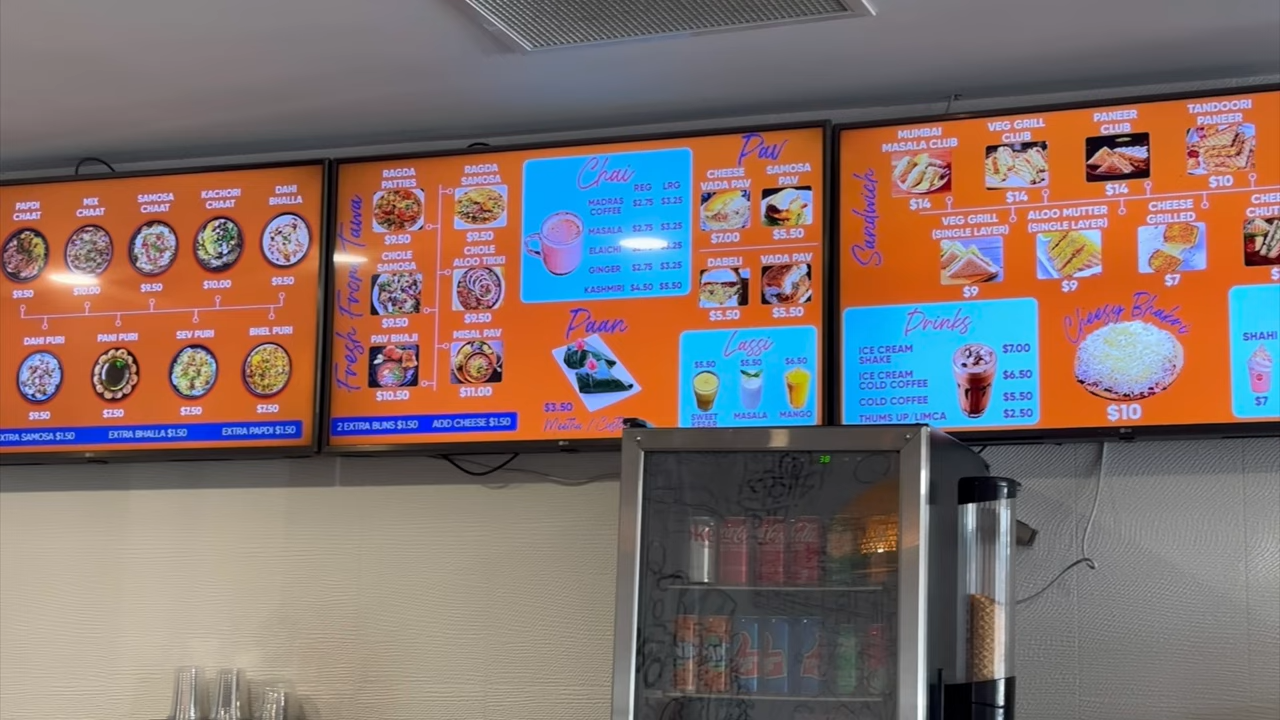 PAPDI
CHAAT
MIX
CHAAT
SAMOSA
CHAAT
KACHORI
CHAAT
DAHI
BHALLA
$9.50
$10.00
$9.50
$10.00
$9.50
DAHI PURI
PANI PURI
SEV PURI
BHEL PURI
$9.50
$7.50
$7.50
$7.50
EXTRA SAMOSA $1.50
EXTRA BHALLA $1.50
EXTRA PAPDI $1.50
Fresh From Tawa
RAGDA
PATTIES
RAGDA
SAMOSA
$9.50
$9.50
CHOLE
SAMOSA
CHOLE
ALOO TIKKI
$9.50
$9.50
PAV BHAJI
MISAL PAV
$10.50
$11.00
2 EXTRA BUNS $1.50
ADD CHEESE $1.50
Chai
REG LRG
MADRAS
COFFEE
$2.75 $3.25
MASALA $2.75 $3.25
ELAICHI $3.25
GINGER $2.75 $3.25
KASHMIRI $4.50 $5.50
Paan
$3.50
Meetha /
Pav
CHEESE
VADA PAV
SAMOSA
PAV
$7.00
$5.50
DABELI
VADA PAV
$5.50
$5.50
Lassi
$5.50
$5.50
$6.50
SWEET
KESAR
MASALA
MANGO
LG
Sandwich
MUMBAI
MASALA CLUB
VEG GRILL
CLUB
PANEER
CLUB
TANDOORI
PANEER
$14
$14
$14
$10
VEG GRILL
(SINGLE LAYER)
ALOO MUTTER
(SINGLE LAYER)
CHEESE
GRILLED
$9
$9
$7
Drinks
ICE CREAM
SHAKE
$7.00
ICE CREAM
COLD COFFEE
$6.50
COLD COFFEE
$5.50
THUMS UP/LIMCA
$2.50
Cheesy Bhakri
$10
SHAHI
$7
LG
38